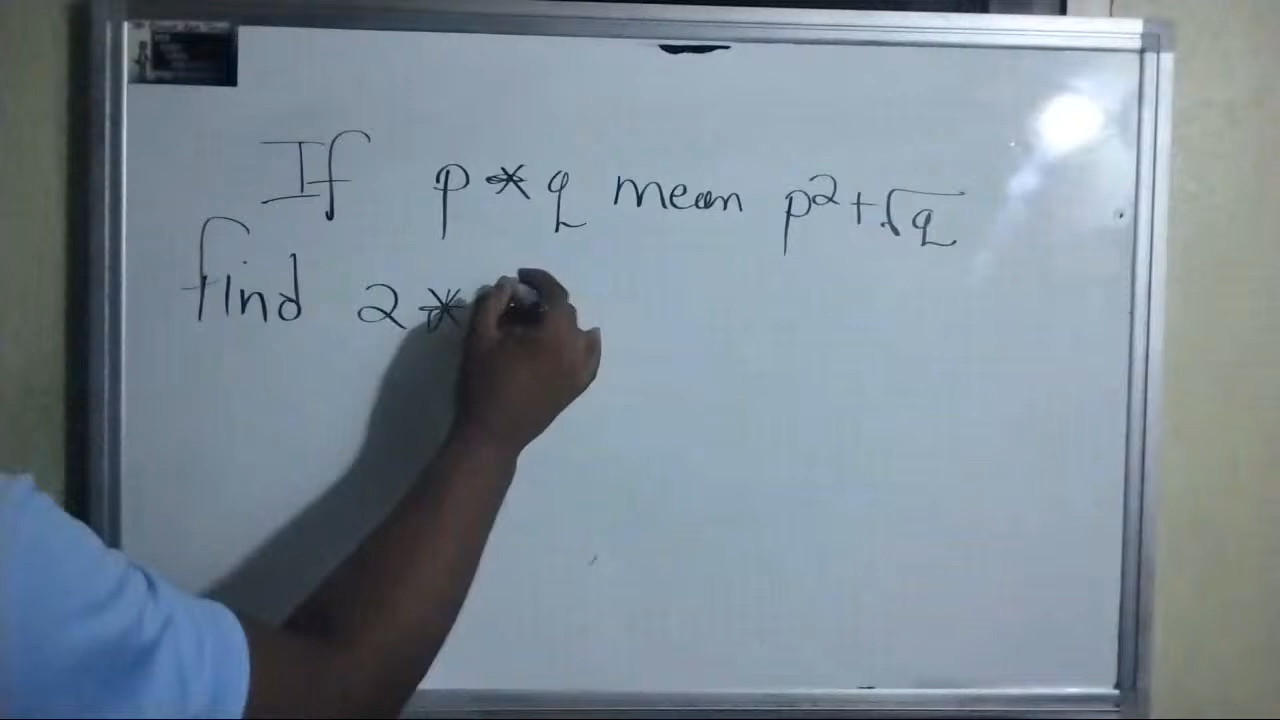 If p * q mean p² + √q
find 2 *